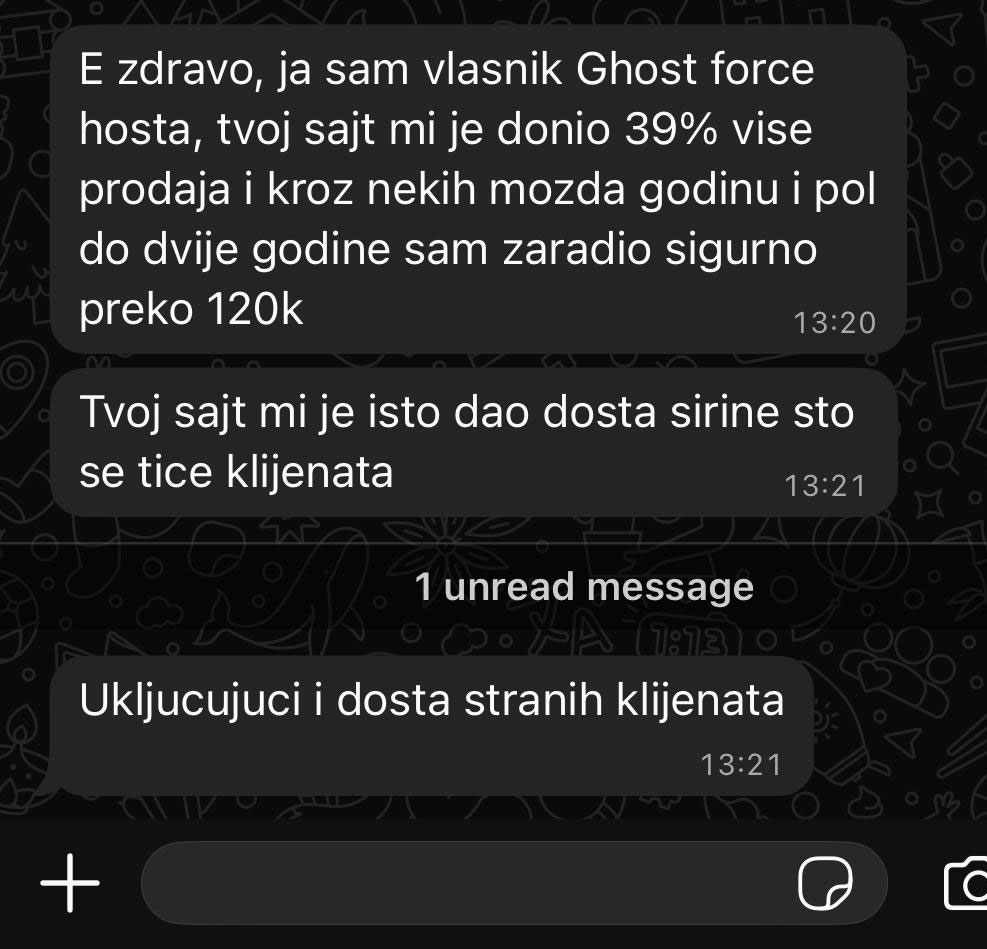 E zdravo, ja sam vlasnik Ghost force
hosta, tvoj sajt mi je donio 39% vise
prodaja i kroz nekih mozda godinu i pol
do dvije godine sam zaradio sigurno
preko 120k
13:20
Tvoj sajt mi je isto dao dosta sirine sto
se tice klijenata
13:21
1 unread message
1:13
Ukljucujuci i dosta stranih klijenata
13:21